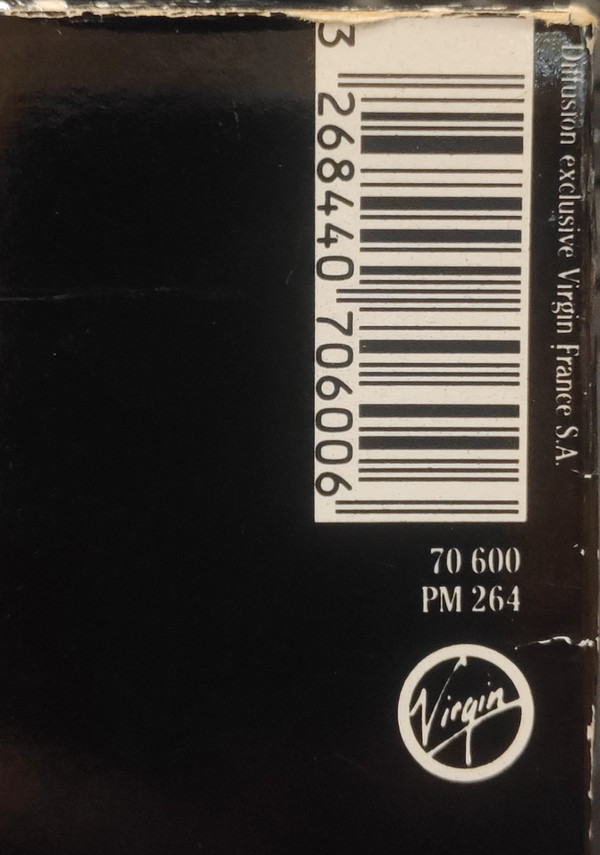 Diffusion exclusive Virgin France S.A.
3 268440 706006
70 600
PM 264
Virgin